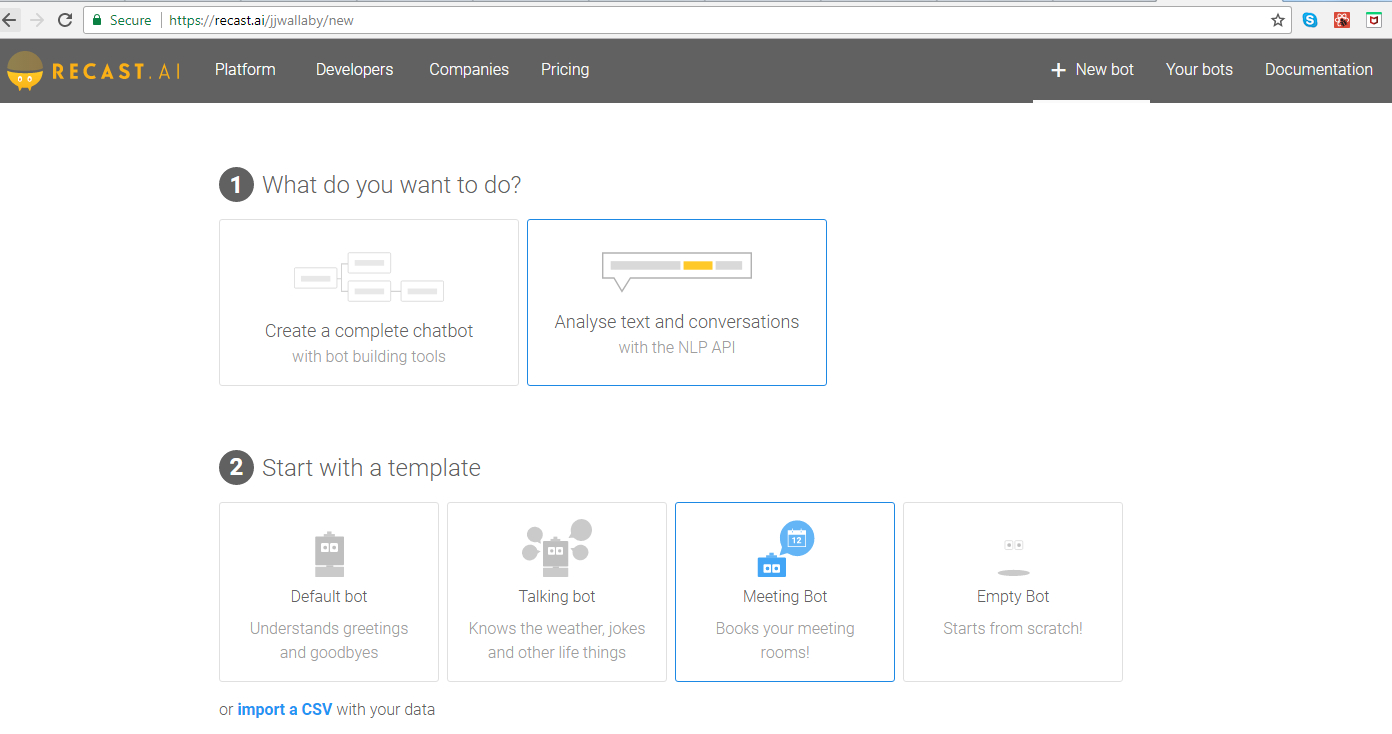 Secure https://recast.ai/jjwallaby/new
RECAST.AI Platform Developers Companies Pricing + New bot Your bots Documentation
1 What do you want to do?
Create a complete chatbot
with bot building tools
Analyse text and conversations
with the NLP API
2 Start with a template
12
Default bot
Understands greetings
and goodbyes
Talking bot
Knows the weather, jokes
and other life things
Meeting Bot
Books your meeting
rooms!
Empty Bot
Starts from scratch!
or import a CSV with your data